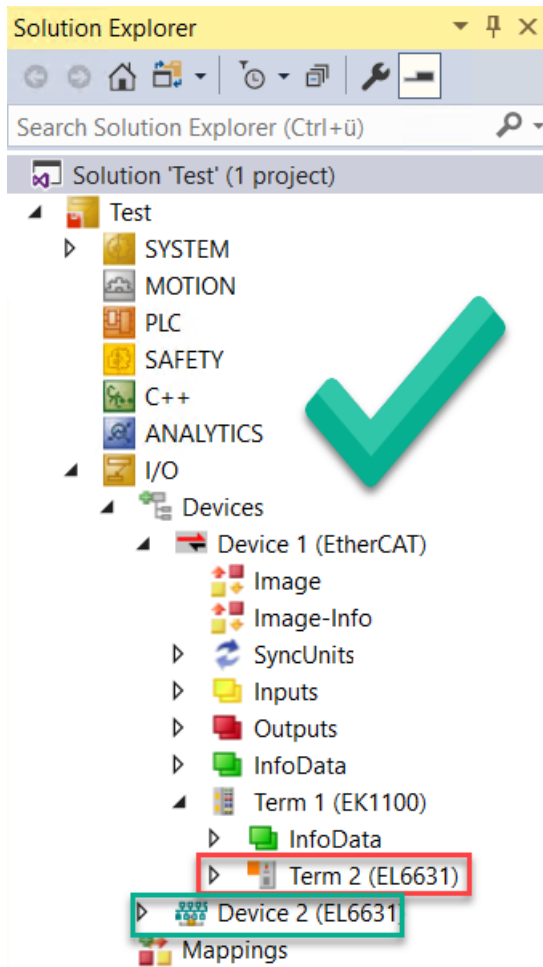 Solution Explorer
Search Solution Explorer (Ctrl+ü)
Solution 'Test' (1 project)
Test
SYSTEM
MOTION
PLC
SAFETY
C++
ANALYTICS
I/O
Devices
Device 1 (EtherCAT)
Image
Image-Info
SyncUnits
Inputs
Outputs
InfoData
Term 1 (EK1100)
InfoData
Term 2 (EL6631)
Device 2 (EL6631)
Mappings